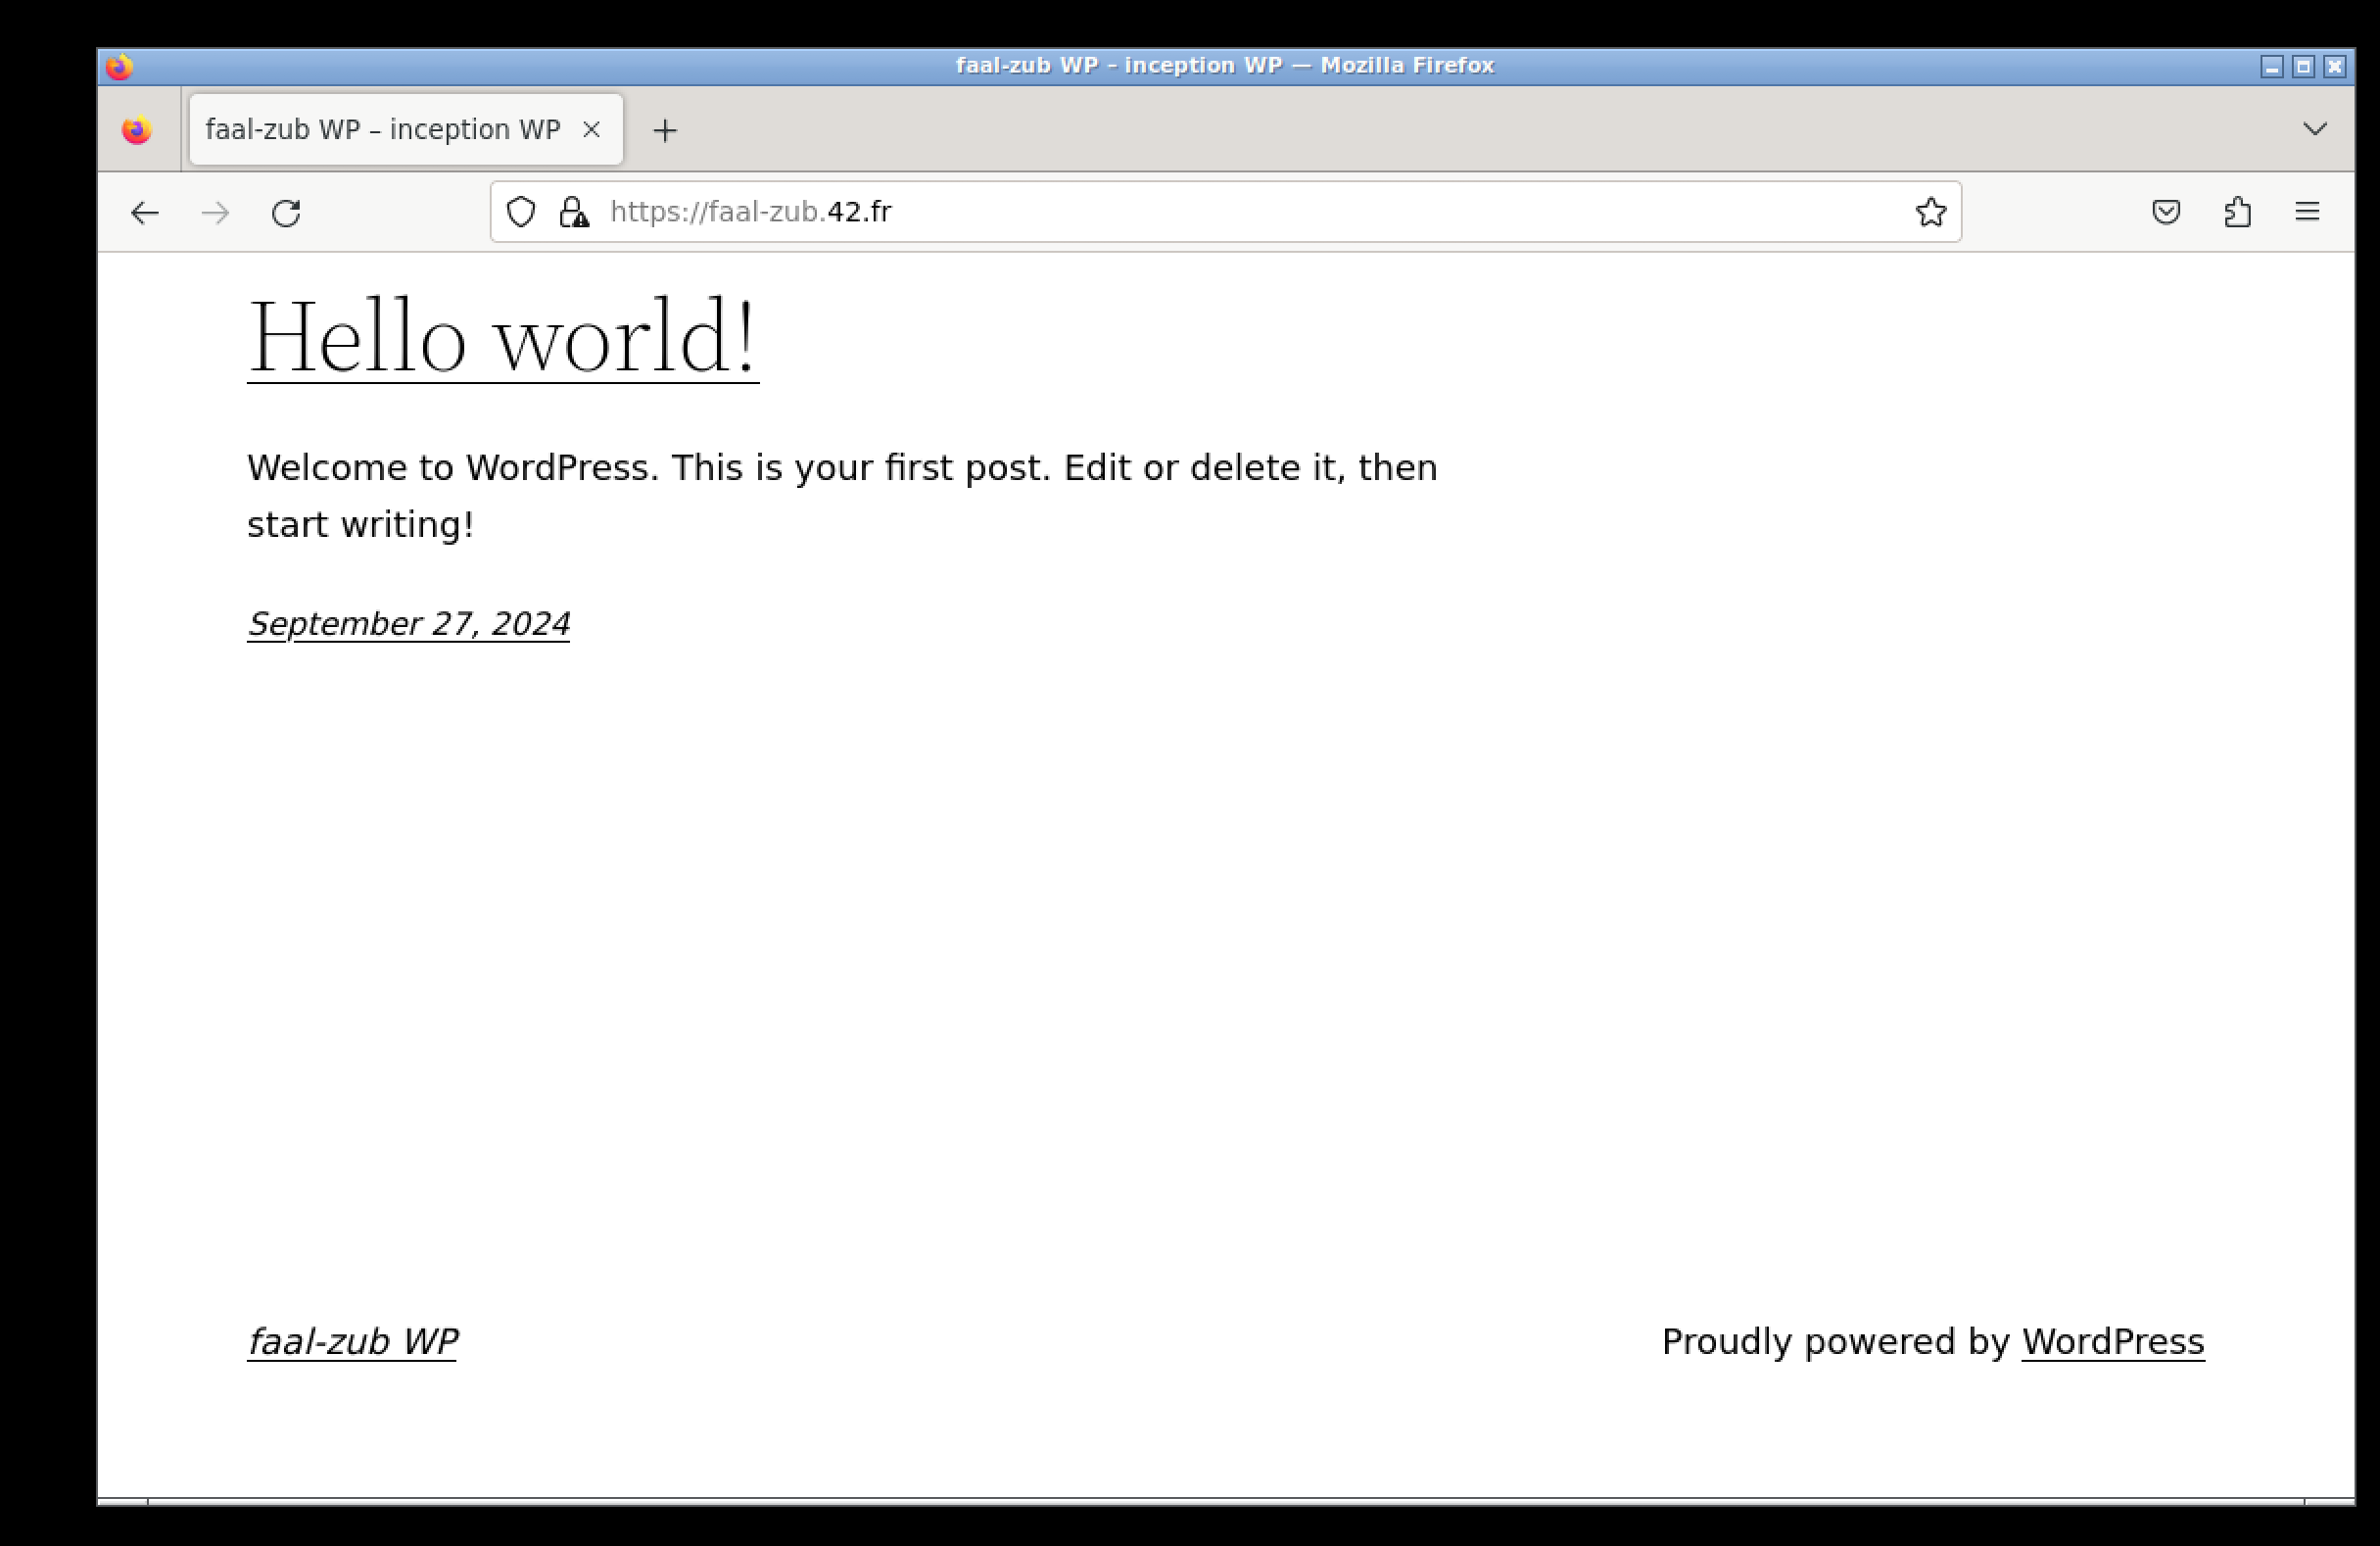 faal-zub WP – inception WP — Mozilla Firefox
faal-zub WP – inception WP
https://faal-zub.42.fr
Hello world!
Welcome to WordPress. This is your first post. Edit or delete it, then
start writing!
September 27, 2024
faal-zub WP
Proudly powered by WordPress